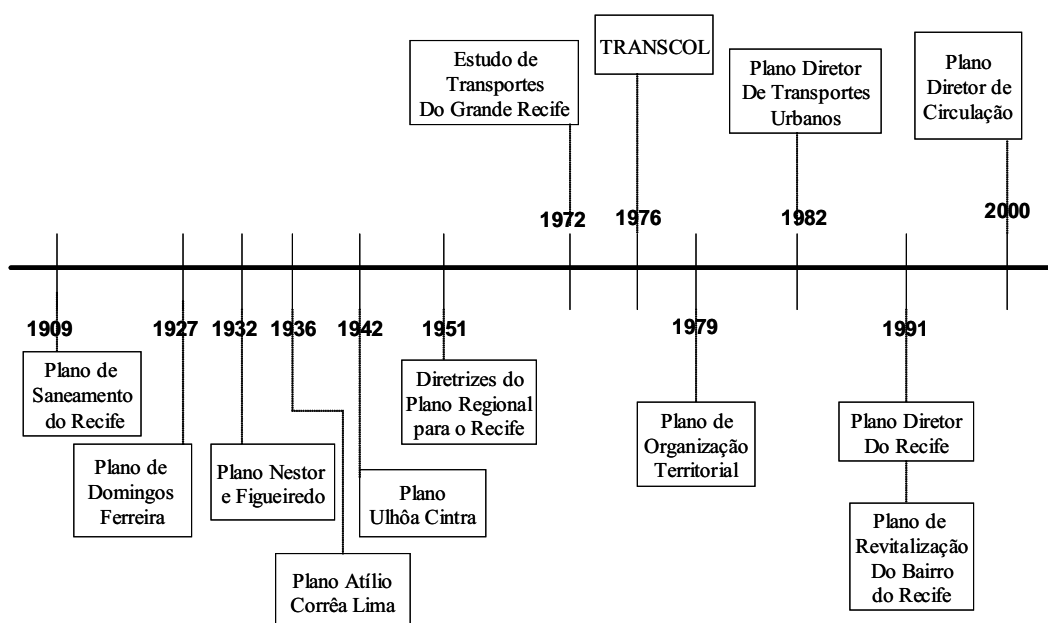 Estudo de
Transportes
Do Grande Recife
TRANSCOL
Plano Diretor
De Transportes
Urbanos
Plano
Diretor de
Circulação
1972
1976
1982
2000
1909
1927
1932
1936
1942
1951
1979
1991
Plano de
Saneamento
do Recife
Plano de
Domingos
Ferreira
Plano Nestor
e Figueiredo
Plano Atílio
Corrêa Lima
Plano
Ulhôa Cintra
Diretrizes do
Plano Regional
para o Recife
Plano de
Organização
Territorial
Plano Diretor
Do Recife
Plano de
Revitalização
Do Bairro
do Recife